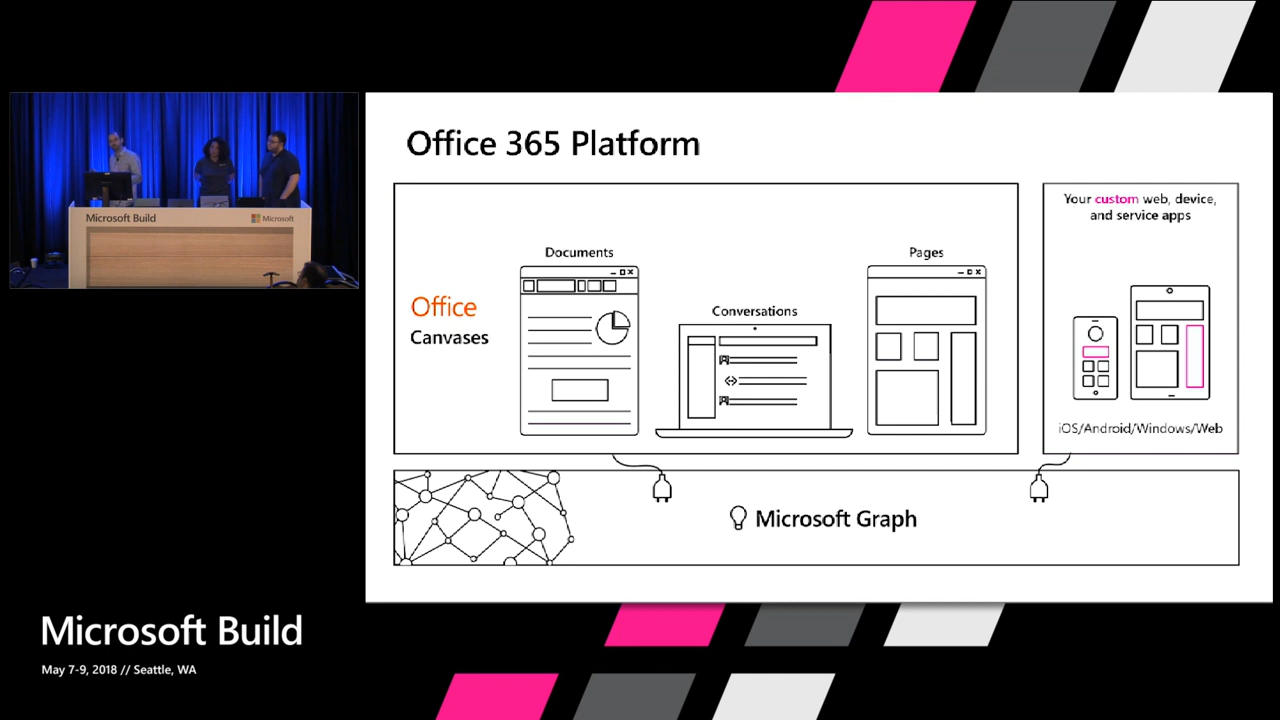 Office 365 Platform
Documents
Pages
Your custom web, device,
and service apps
Office
Canvases
Conversations
iOS/Android/Windows/Web
Microsoft Graph
Microsoft Build
Microsoft
Microsoft Build
May 7-9, 2018 // Seattle, WA